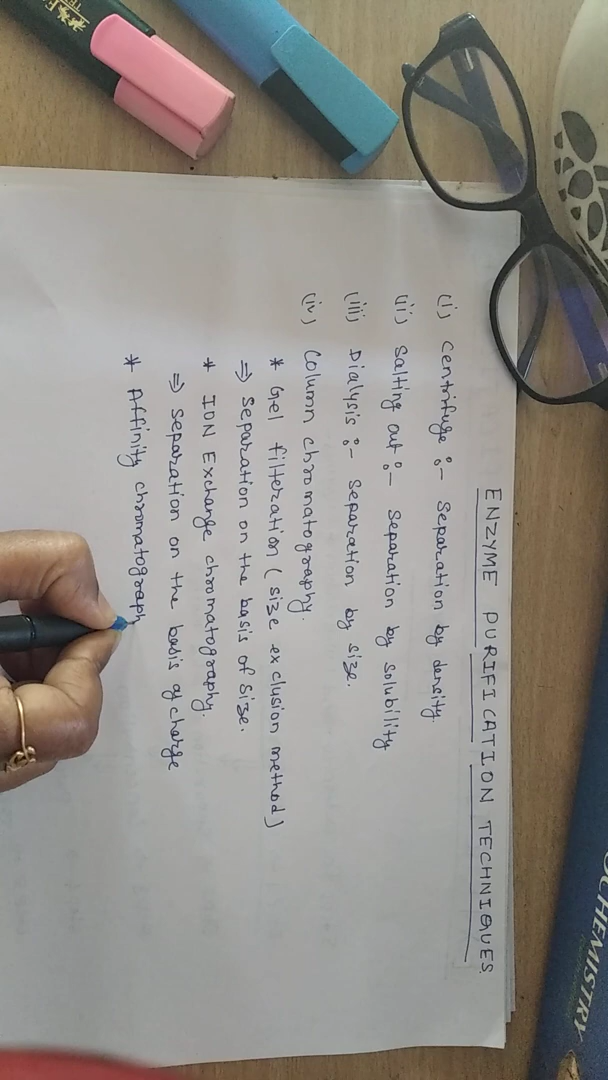 ENZYME PURIFICATION TECHNIQUES
(i) Centrifuge :- Separation by density.
(ii) Salting out :- Separation by solubility
(iii) Dialysis :- Separation by size.
(iv) Column chromatography.
* Gel filteration (size exclusion method)
⇒ Separation on the basis of size.
* ION Exchange chromatography.
⇒ Separation on the basis of charge
* Affinity chromatograph
CHEMISTRY